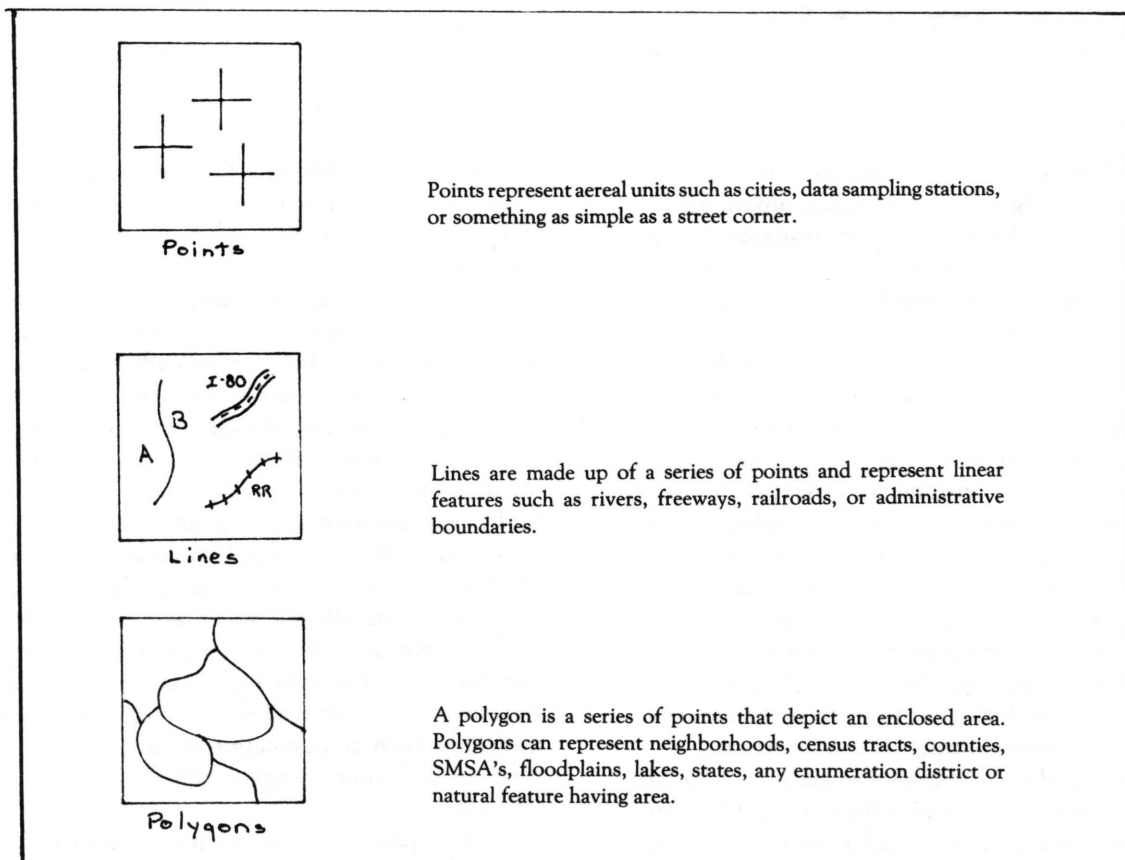 Points represent aereal units such as cities, data sampling stations,
or something as simple as a street corner.
Points
I-80
B
A
RR
Lines are made up of a series of points and represent linear
features such as rivers, freeways, railroads, or administrative
boundaries.
Lines
A polygon is a series of points that depict an enclosed area.
Polygons can represent neighborhoods, census tracts, counties,
SMSA's, floodplains, lakes, states, any enumeration district or
natural feature having area.
Polygons